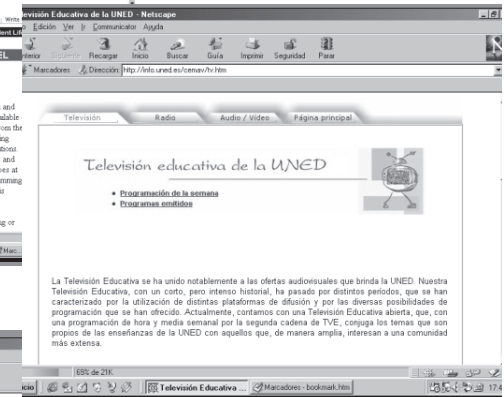 Write
Televisión Educativa de la UNED - Netscape
Edición Ver Ir Communicator Ayuda
Recargar Inicio Buscar Guía Imprimir Seguridad Parar
Marcadores Dirección: http://info.uned.es/cemav/tv.htm
Televisión Radio Audio / Vídeo Página principal
Televisión educativa de la UNED
• Programación de la semana
• Programas emitidos
La Televisión Educativa se ha unido notablemente a las ofertas audiovisuales que brinda la UNED. Nuestra
Televisión Educativa, con un corto, pero intenso historial, ha pasado por distintos períodos, que se han
caracterizado por la utilización de distintas plataformas de difusión y por las diversas posibilidades de
programación que se han ofrecido. Actualmente, contamos con una Televisión Educativa abierta, que, con
una programación de hora y media semanal por la segunda cadena de TVE, conjuga los temas que son
propios de las enseñanzas de la UNED con aquellos que, de manera amplia, interesan a una comunidad
más extensa.
69% de 21K
Televisión Educativa ... Marcadores - bookmark.htm
17:4